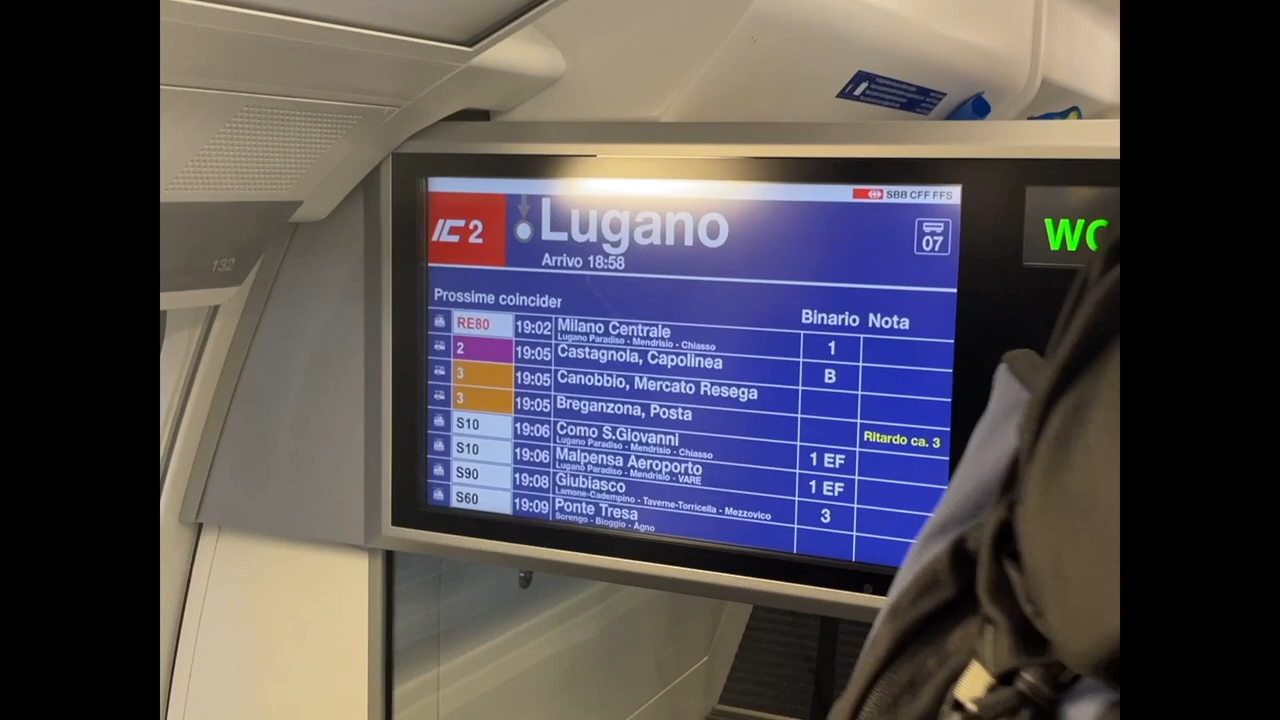 SBB CFF FFS
IC 2 Lugano
Arrivo 18:58
07
WC
132
Prossime coincider
Binario Nota
RE80 19:02 Milano Centrale 1
Lugano Paradiso - Mendrisio - Chiasso
2 19:05 Castagnola, Capolinea B
3 19:05 Canobbio, Mercato Resega
3 19:05 Breganzona, Posta Ritardo ca. 3
S10 19:06 Como S.Giovanni 1 EF
Lugano Paradiso - Mendrisio - Chiasso
S10 19:06 Malpensa Aeroporto 1 EF
Lugano Paradiso - Mendrisio - VARE
S90 19:08 Giubiasco 3
Lamone-Cadempino - Taverne-Torricella - Mezzovico
S60 19:09 Ponte Tresa
Sorengo - Bioggio - Agno